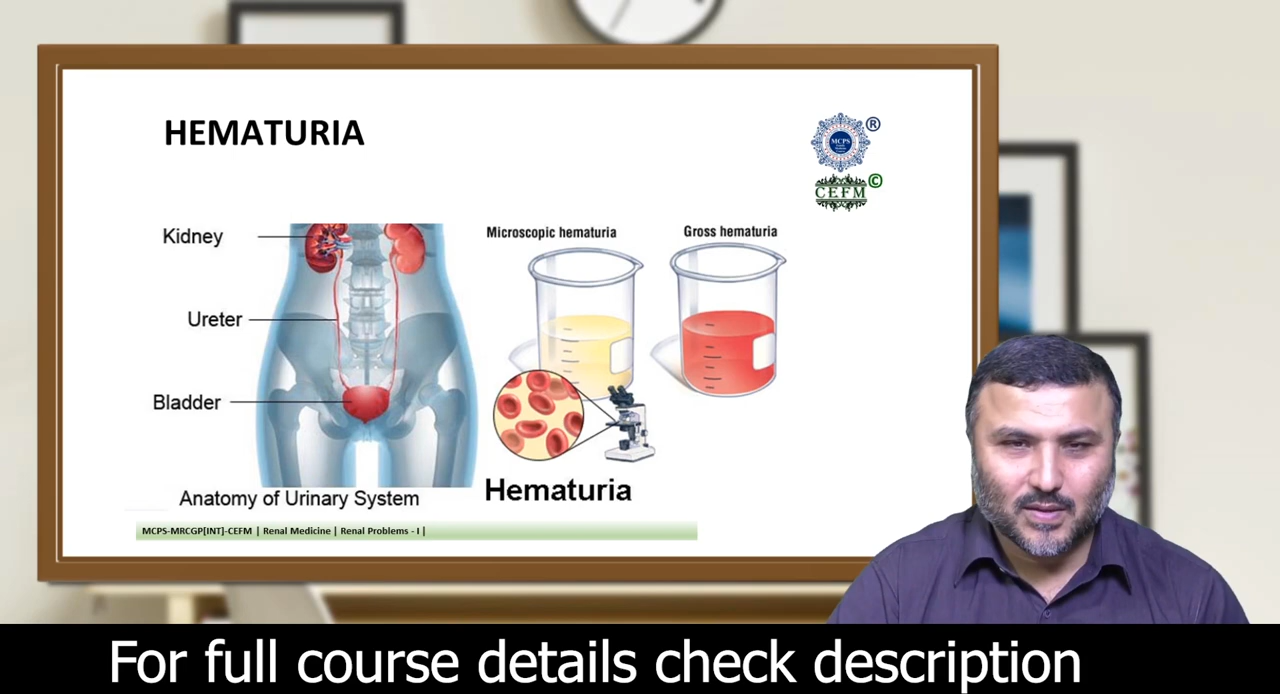 HEMATURIA
®
MCPS
©
CEFM
Kidney
Microscopic hematuria
Gross hematuria
Ureter
Bladder
Hematuria
Anatomy of Urinary System
MCPS-MRCGP[INT]-CEFM | Renal Medicine | Renal Problems - I |
For full course details check description